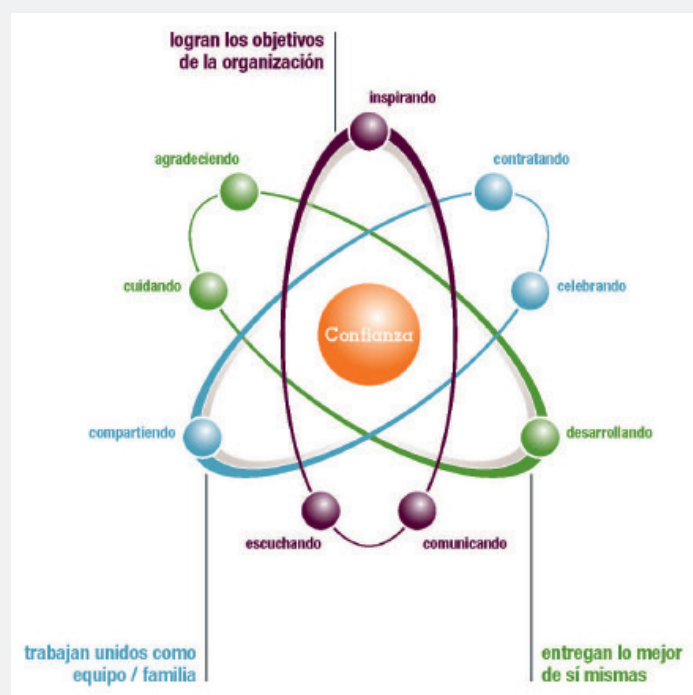 logran los objetivos
de la organización
inspirando
agradeciendo
contratando
cuidando
celebrando
Confianza
compartiendo
desarrollando
escuchando
comunicando
trabajan unidos como
equipo / familia
entregan lo mejor
de sí mismas